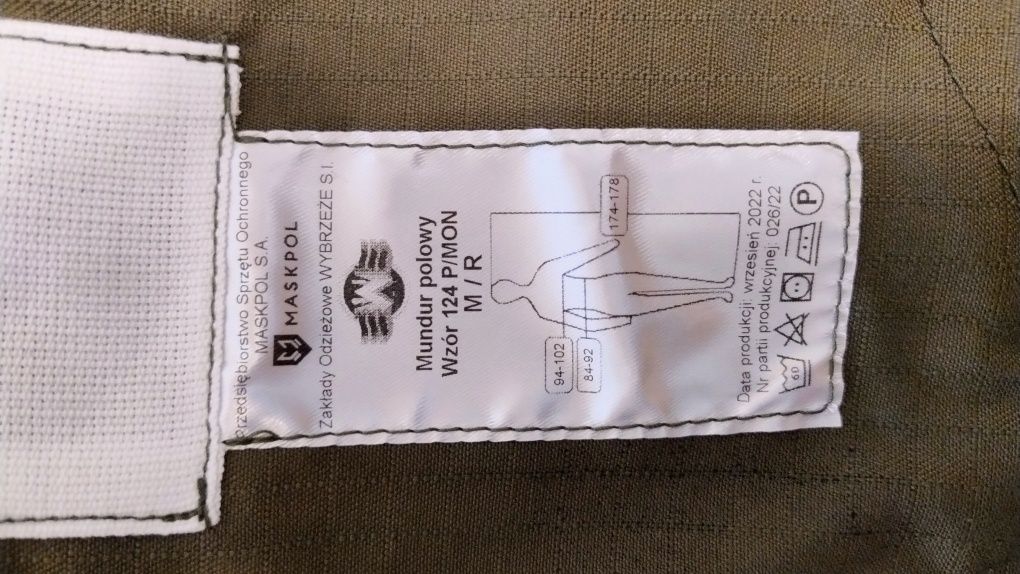 Przedsiębiorstwo Sprzętu Ochronnego
MASKPOL S.A.
MASKPOL
Zakłady Odzieżowe WYBRZEŻE S.I.
Mundur polowy
Wzór 124 P/MON
M / R
174-178
94-102
84-92
Data produkcji: wrzesień 2022 r.
Nr partii produkcyjnej: 026/22
60
P